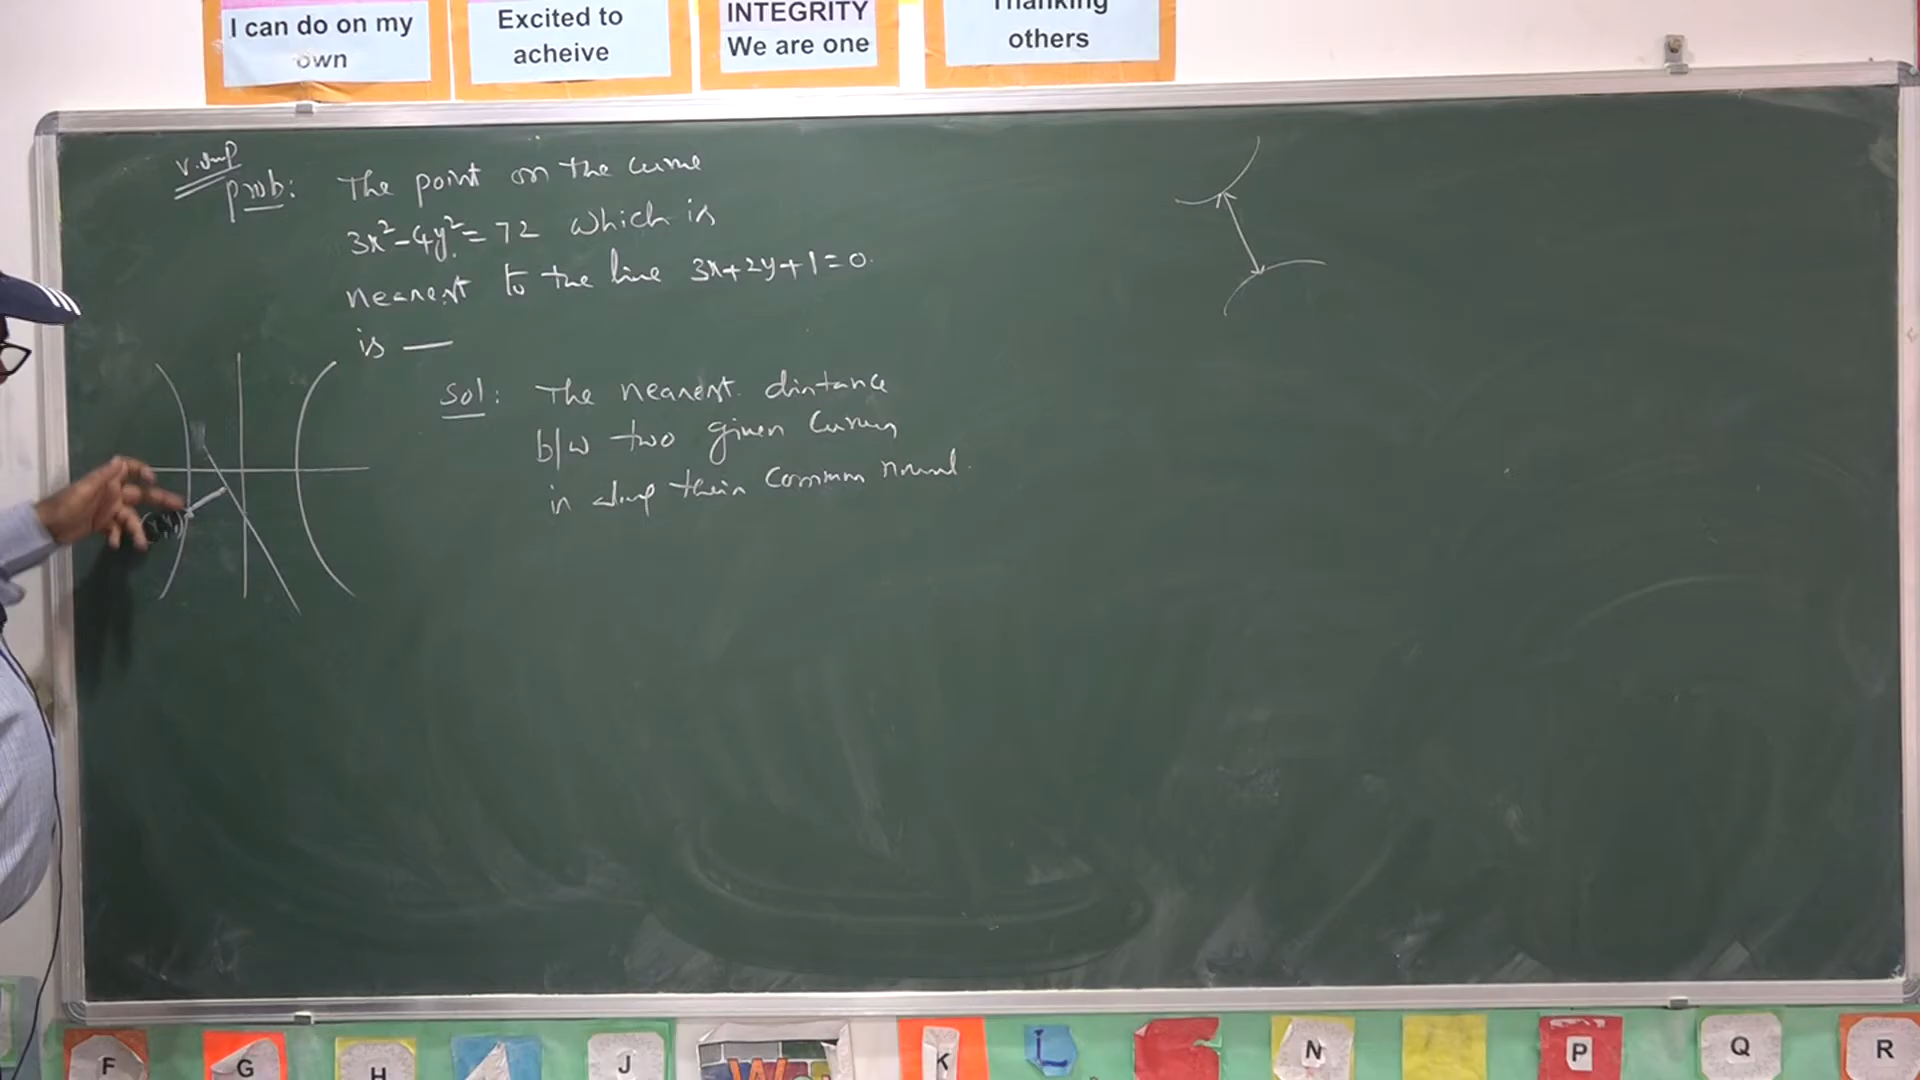 I can do on my
own
Excited to
acheive
INTEGRITY
We are one
Thanking
others
V. Imp
Prob: The point on the curve
3x²-4y²=72 which is
nearest to the line 3x+2y+1=0.
is —
Sol: The nearest distance
b/w two given curves
is along their common normal.
F G H J K L N P Q R